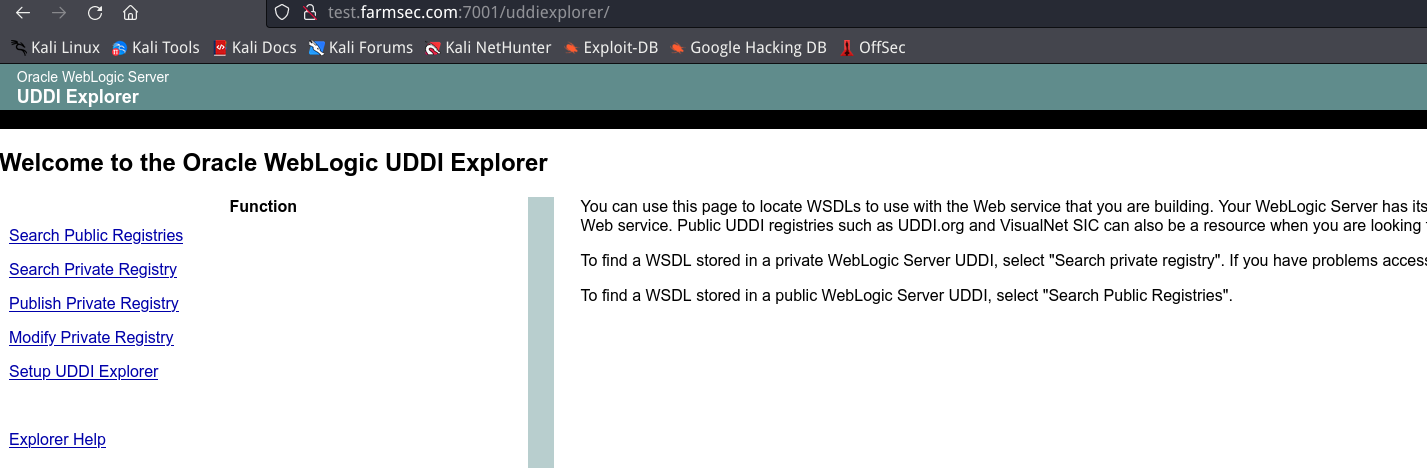 test.farmsec.com:7001/uddiexplorer/
Kali Linux Kali Tools Kali Docs Kali Forums Kali NetHunter Exploit-DB Google Hacking DB OffSec
Oracle WebLogic Server
UDDI Explorer
Welcome to the Oracle WebLogic UDDI Explorer
Function
Search Public Registries
Search Private Registry
Publish Private Registry
Modify Private Registry
Setup UDDI Explorer
Explorer Help
You can use this page to locate WSDLs to use with the Web service that you are building. Your WebLogic Server has its
Web service. Public UDDI registries such as UDDI.org and VisualNet SIC can also be a resource when you are looking
To find a WSDL stored in a private WebLogic Server UDDI, select "Search private registry". If you have problems
To find a WSDL stored in a public WebLogic Server UDDI, select "Search Public Registries".